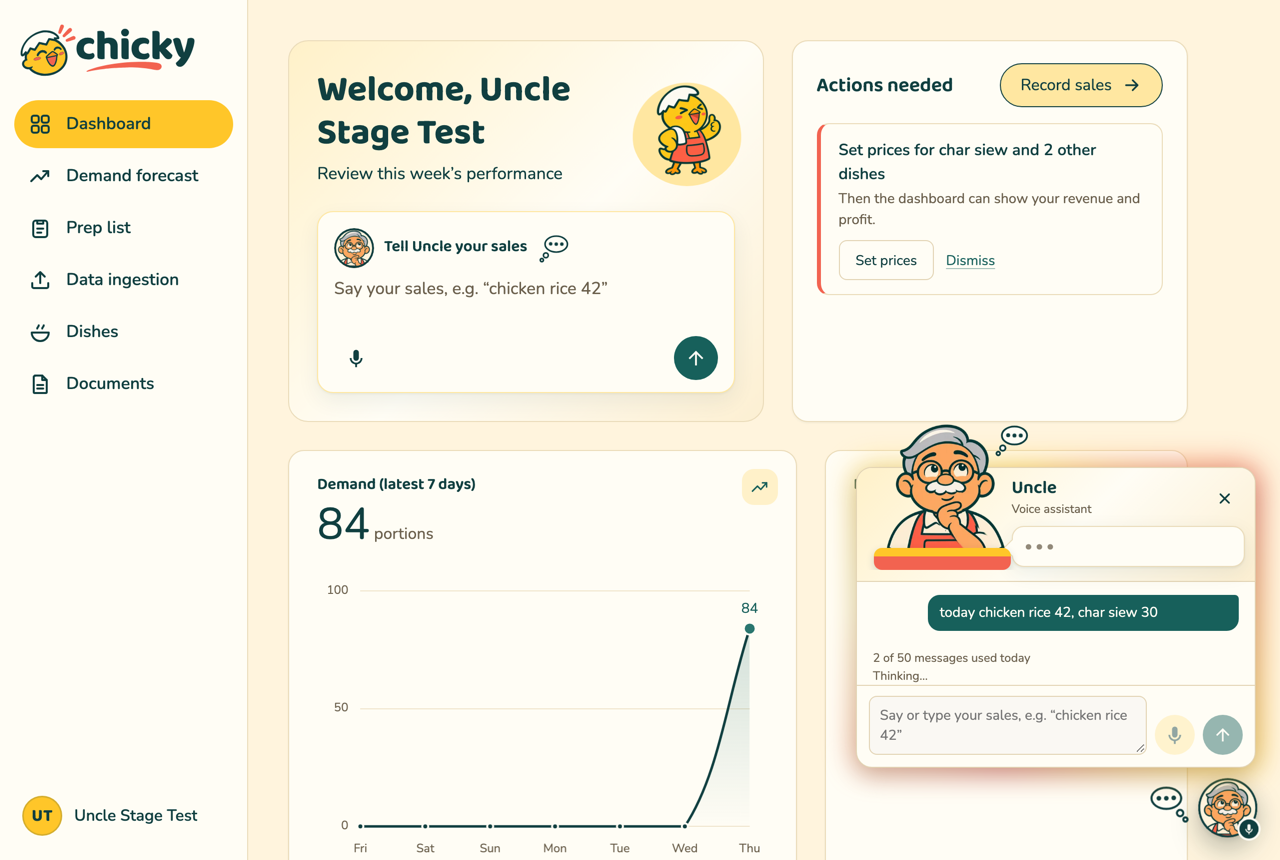 chicky
Dashboard
Demand forecast
Prep list
Data ingestion
Dishes
Documents
UT
Uncle Stage Test
Welcome, Uncle
Stage Test
Review this week’s performance
Tell Uncle your sales
Say your sales, e.g. “chicken rice 42”
Actions needed
Record sales
Set prices for char siew and 2 other
dishes
Then the dashboard can show your revenue and
profit.
Set prices
Dismiss
Demand (latest 7 days)
84 portions
100
84
50
0
Fri
Sat
Sun
Mon
Tue
Wed
Thu
Uncle
Voice assistant
today chicken rice 42, char siew 30
2 of 50 messages used today
Thinking...
Say or type your sales, e.g. “chicken rice
42”